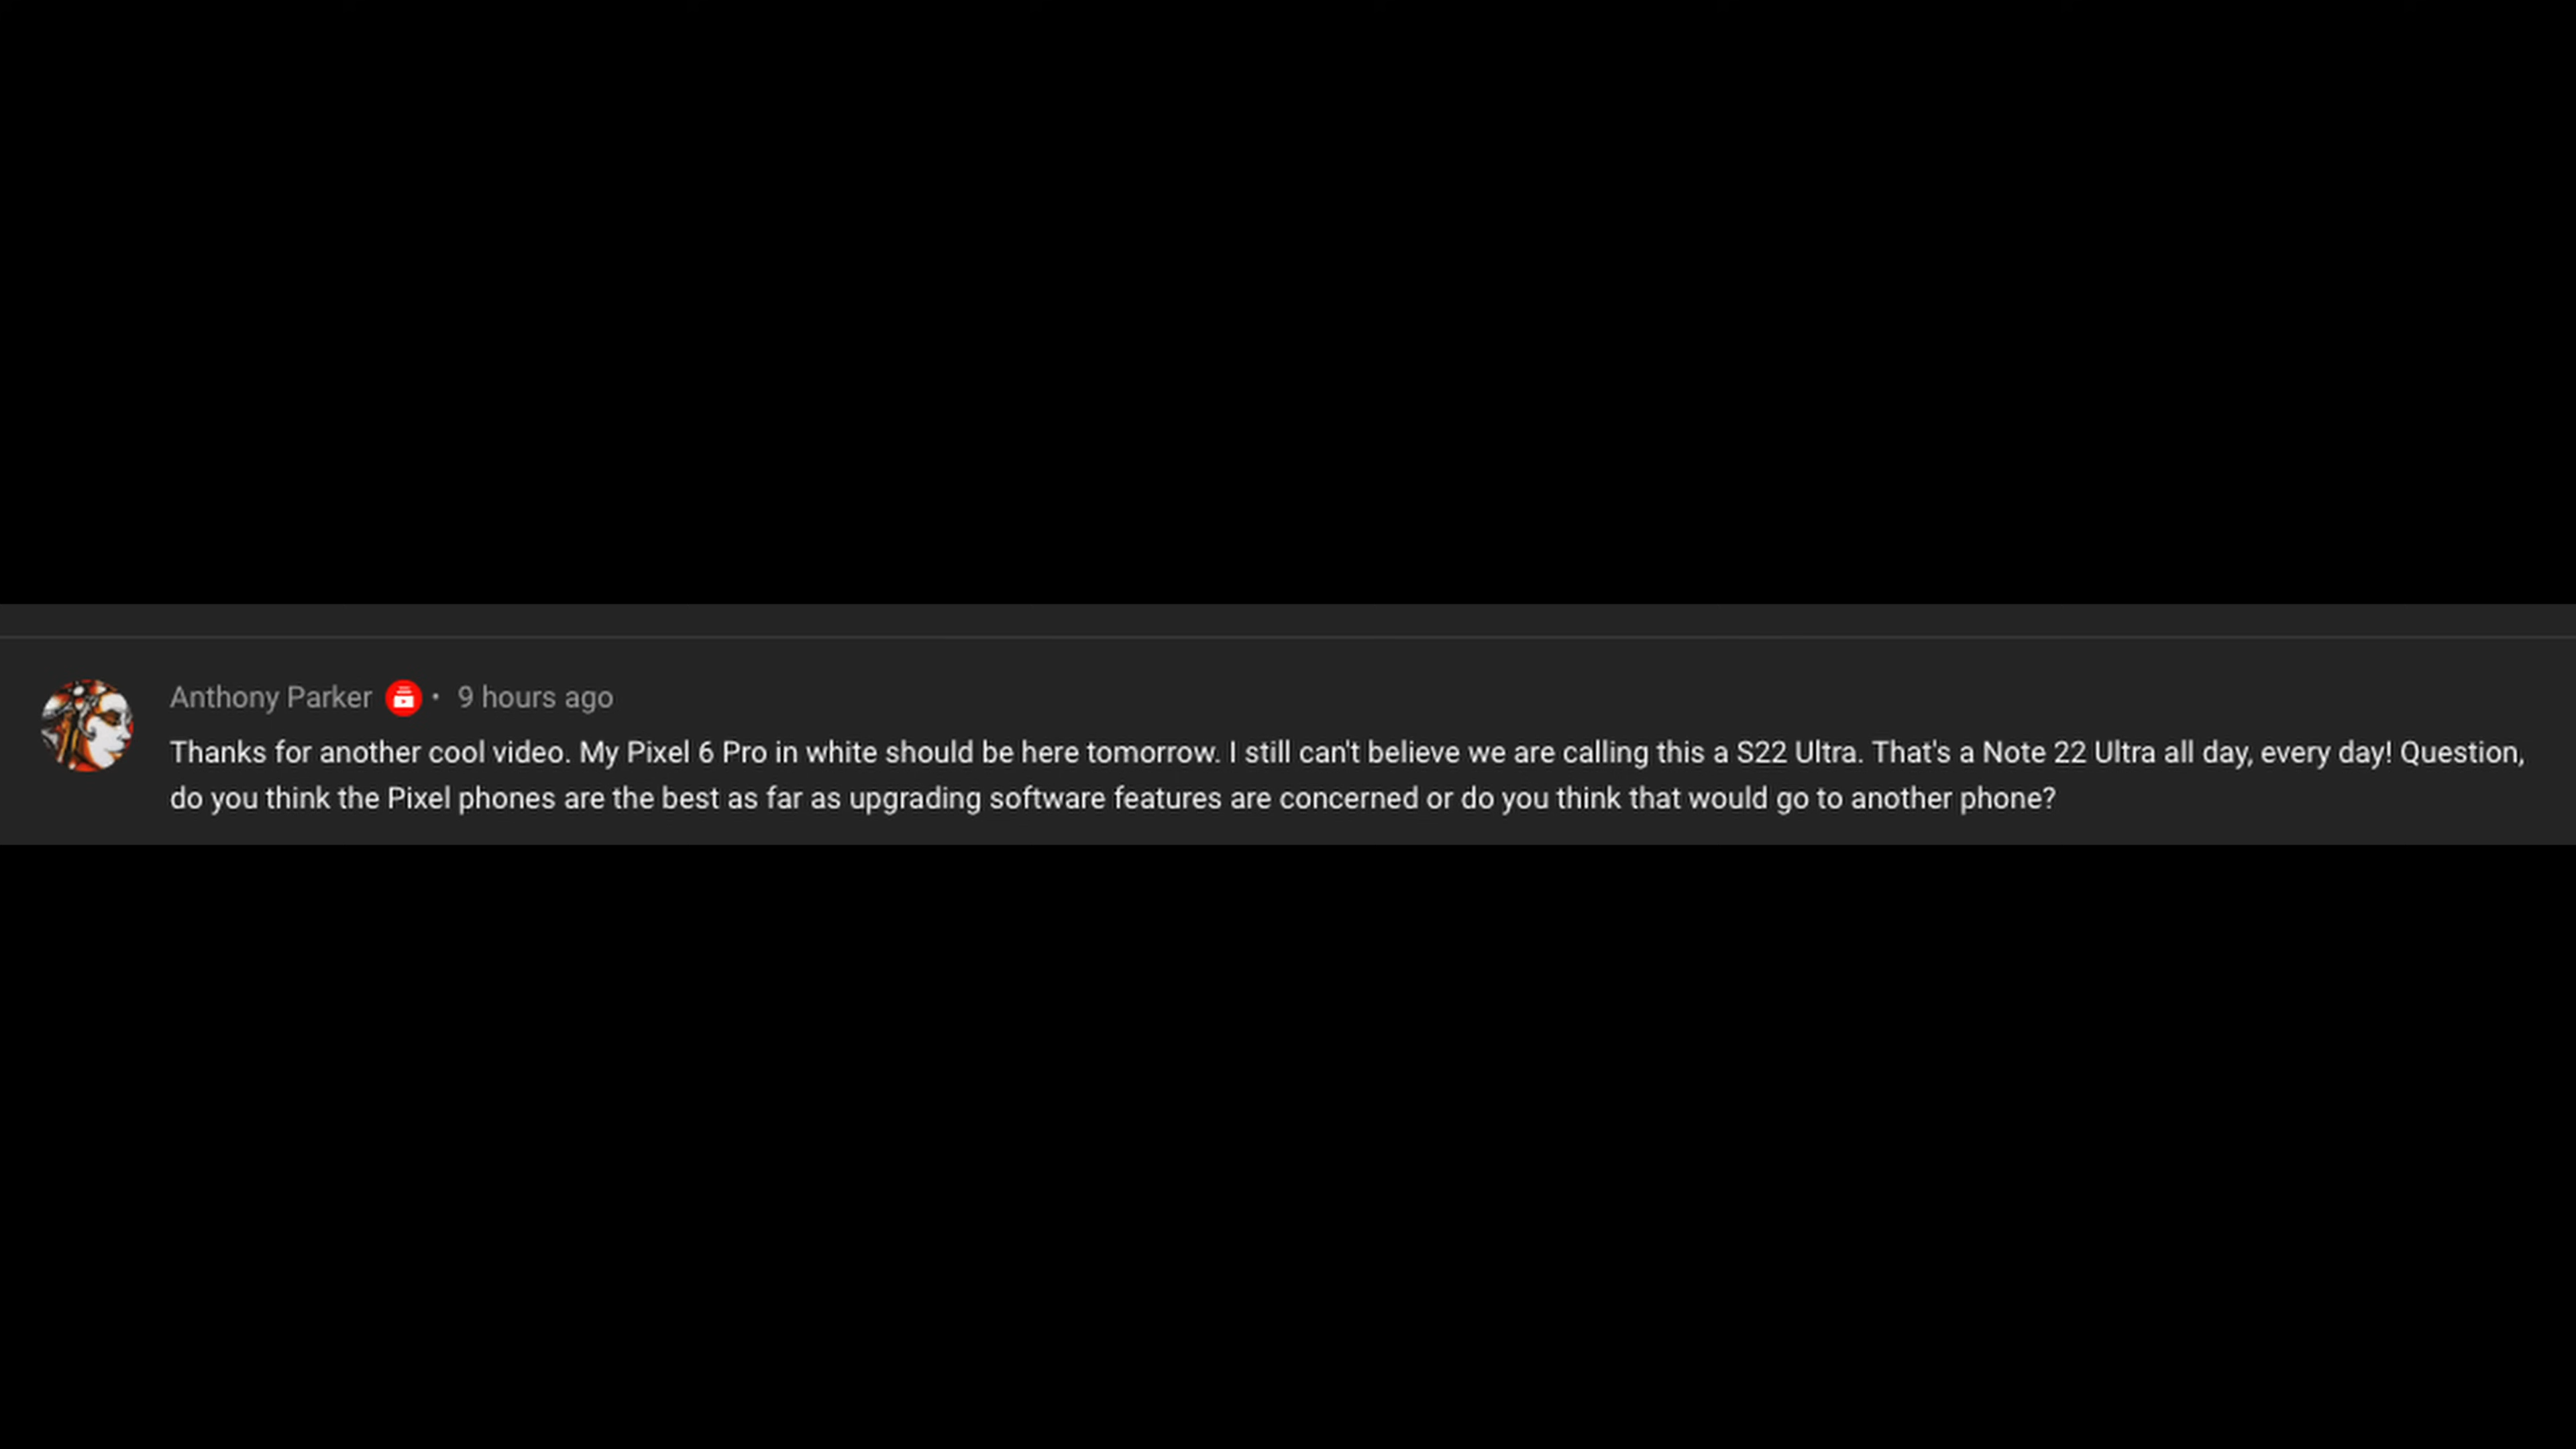 Anthony Parker • 9 hours ago
Thanks for another cool video. My Pixel 6 Pro in white should be here tomorrow. I still can't believe we are calling this a S22 Ultra. That's a Note 22 Ultra all day, every day! Question,
do you think the Pixel phones are the best as far as upgrading software features are concerned or do you think that would go to another phone?